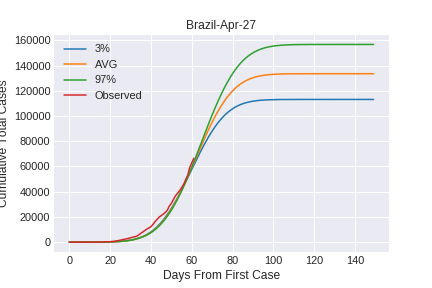 Brazil-Apr-27
160000
140000
120000
100000
80000
60000
40000
20000
0
3%
AVG
97%
Observed
Cumulative Total Cases
0 20 40 60 80 100 120 140
Days From First Case